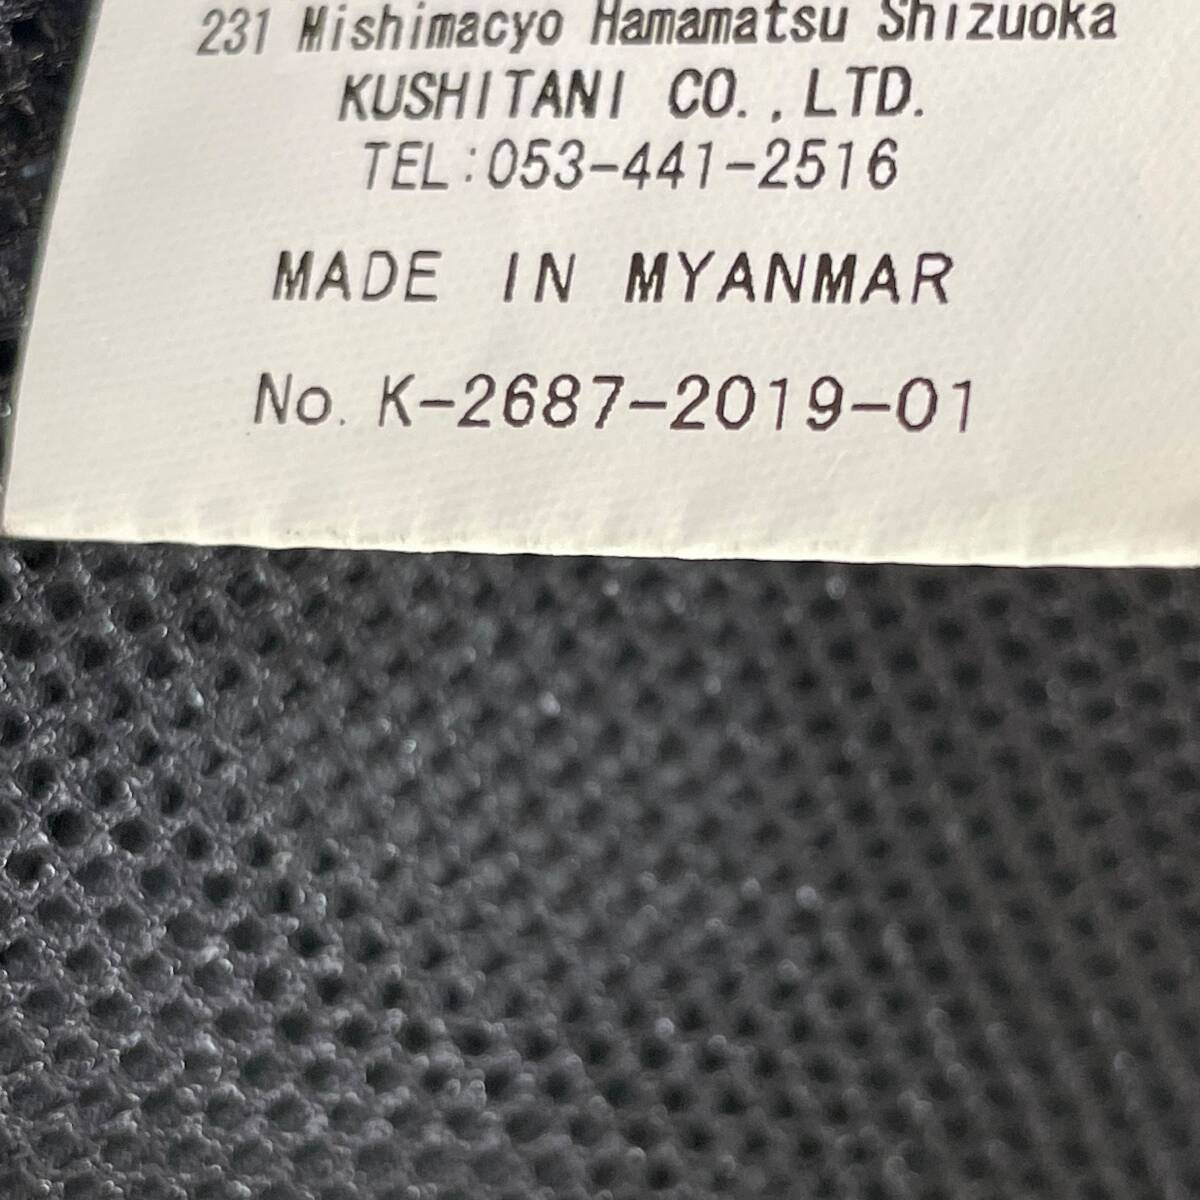 231 Mishimacyo Hamamatsu Shizuoka
KUSHITANI CO.,LTD.
TEL:053-441-2516
MADE IN MYANMAR
No. K-2687-2019-01